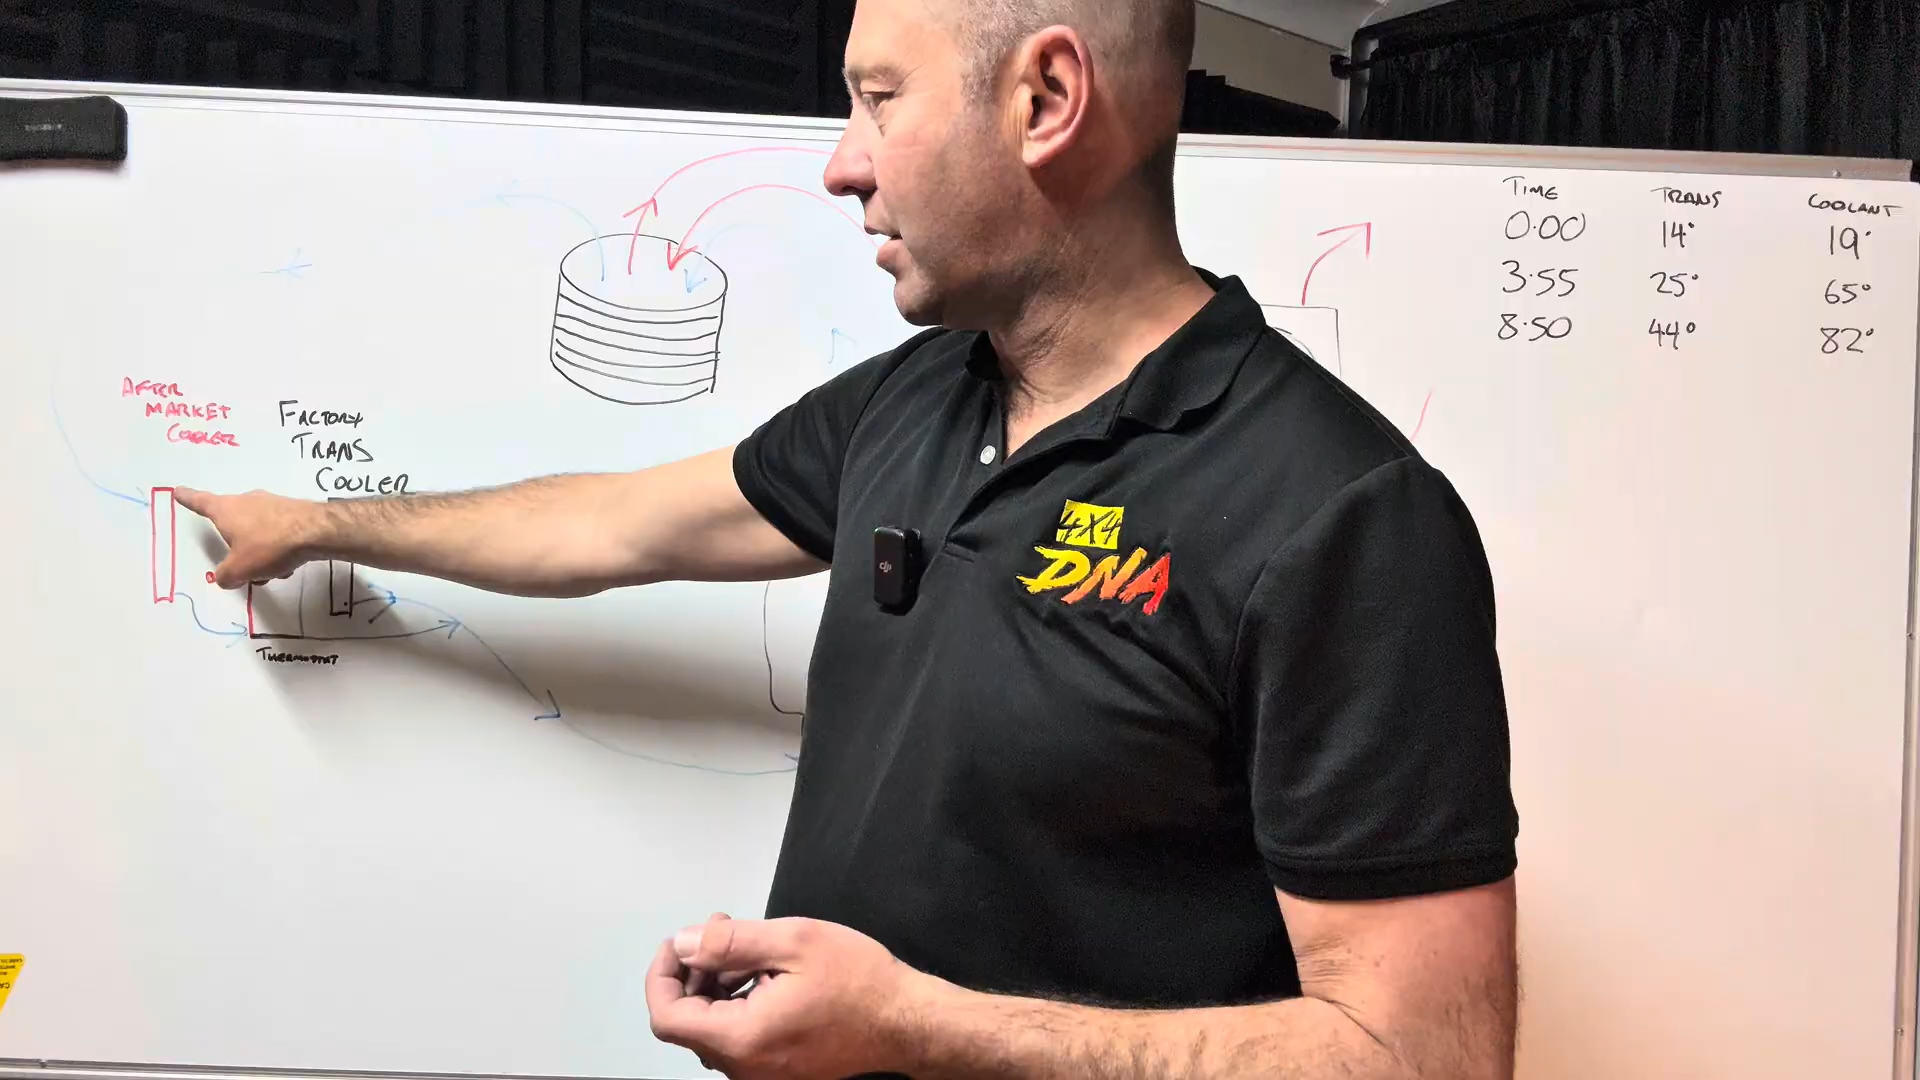 TIME TRANS COOLANT
0.00 14° 19°
3.55 25° 65°
8.50 44° 82°
AFTER
MARKET
COOLER
FACTORY
TRANS
COOLER
THERMOSTAT
4X4
DNA
dji